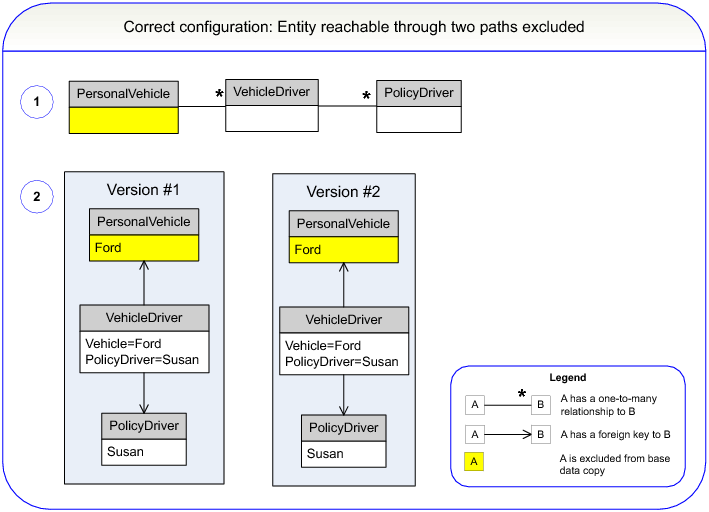 Correct configuration: Entity reachable through two paths excluded
1
PersonalVehicle
*
VehicleDriver
*
PolicyDriver
2
Version #1
PersonalVehicle
Ford
VehicleDriver
Vehicle=Ford
PolicyDriver=Susan
PolicyDriver
Susan
Version #2
PersonalVehicle
Ford
VehicleDriver
Vehicle=Ford
PolicyDriver=Susan
PolicyDriver
Susan
Legend
A * B A has a one-to-many
relationship to B
A B A has a foreign key to B
A A is excluded from base
data copy